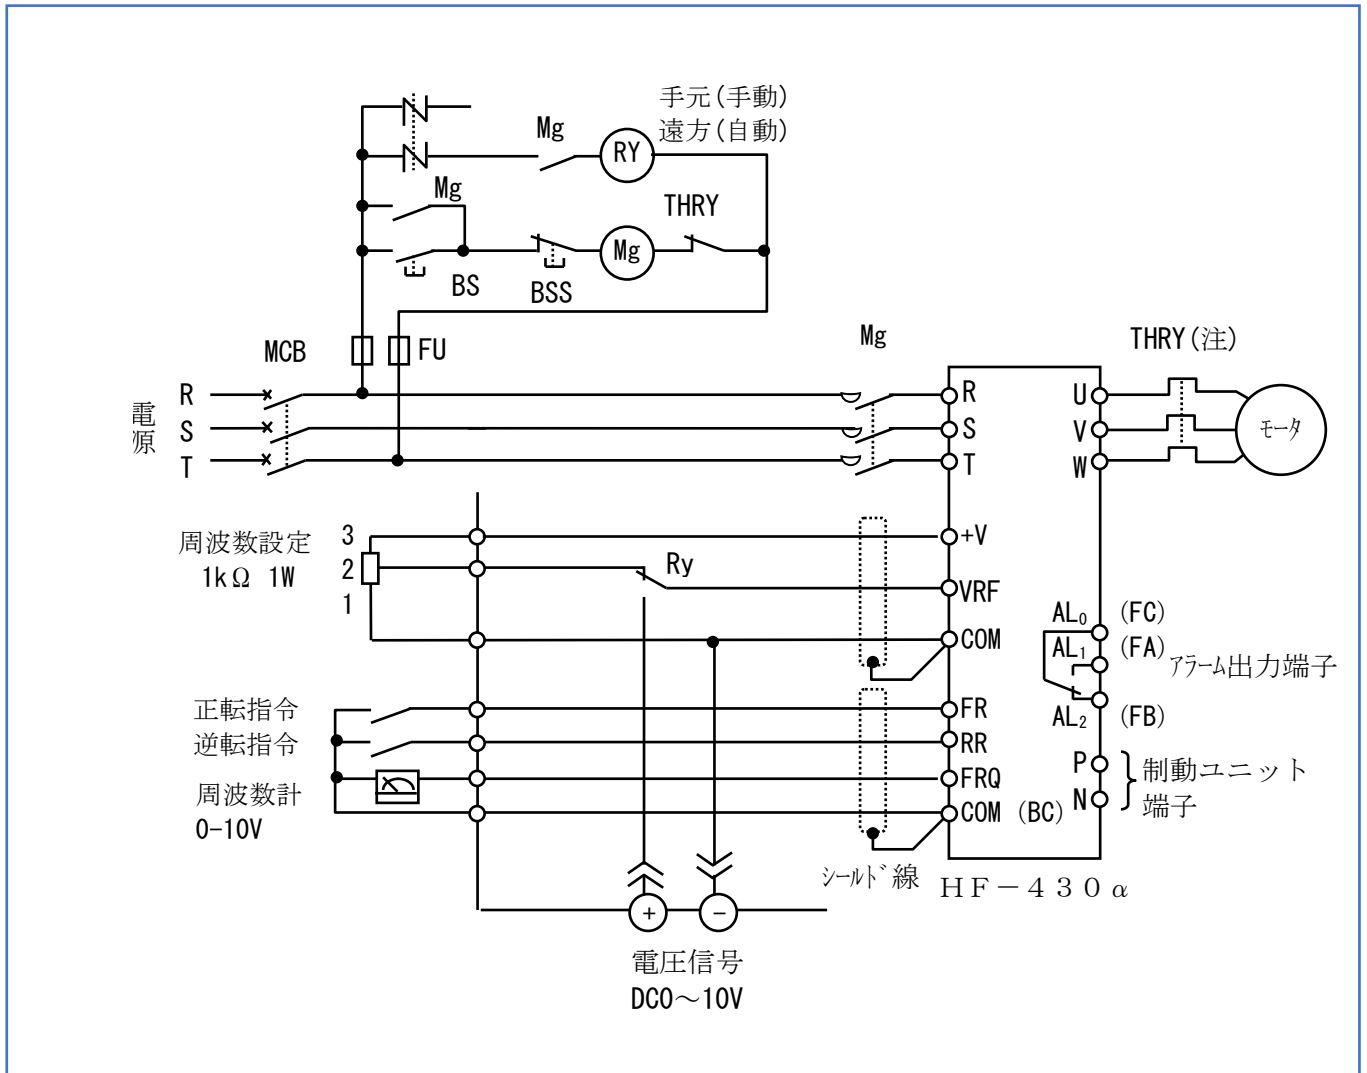 手元(手動)
遠方(自動)
Mg
RY
Mg
THRY
Mg
BS
BSS
MCB
FU
Mg
THRY(注)
電源
R
S
T
R
S
T
U
V
W
モータ
周波数設定
1kΩ 1W
3
2
1
Ry
+V
VRF
COM
AL₀ (FC)
AL₁ (FA)
アラーム出力端子
AL₂ (FB)
正転指令
逆転指令
周波数計
0-10V
FR
RR
FRQ
COM (BC)
P
N
制動ユニット
端子
シールド線
HF-430α
+
−
電圧信号
DC0～10V